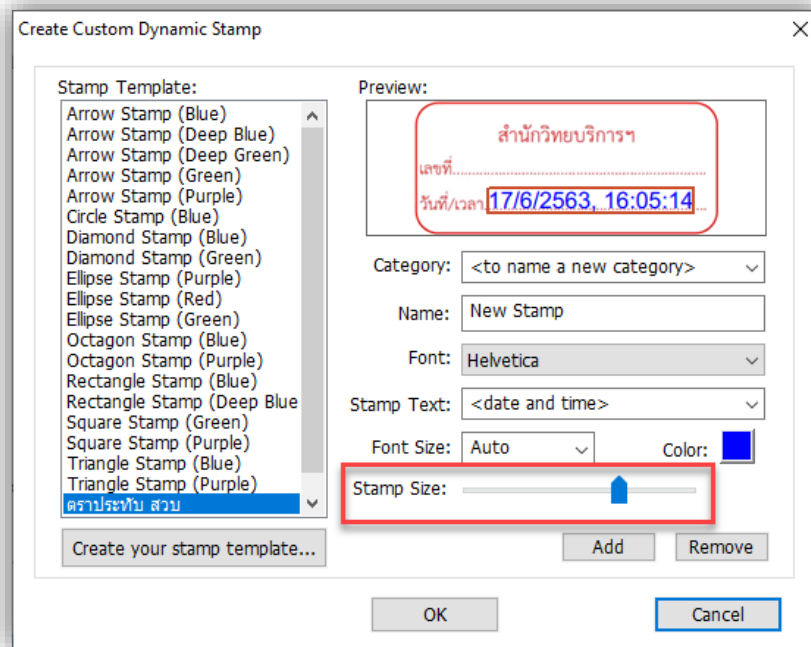 Create Custom Dynamic Stamp
Stamp Template:
Arrow Stamp (Blue)
Arrow Stamp (Deep Blue)
Arrow Stamp (Deep Green)
Arrow Stamp (Green)
Arrow Stamp (Purple)
Circle Stamp (Blue)
Diamond Stamp (Blue)
Diamond Stamp (Green)
Ellipse Stamp (Purple)
Ellipse Stamp (Red)
Ellipse Stamp (Green)
Octagon Stamp (Blue)
Octagon Stamp (Purple)
Rectangle Stamp (Blue)
Rectangle Stamp (Deep Blue
Square Stamp (Green)
Square Stamp (Purple)
Triangle Stamp (Blue)
Triangle Stamp (Purple)
ตราประทับ สวบ
Create your stamp template...
Preview:
สำนักวิทยบริการฯ
เลขที่
วันที่/เวลา 17/6/2563, 16:05:14
Category: <to name a new category>
Name: New Stamp
Font: Helvetica
Stamp Text: <date and time>
Font Size: Auto Color:
Stamp Size:
Add Remove
OK Cancel